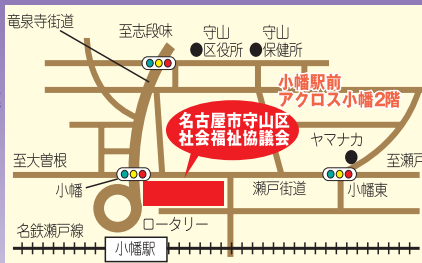 竜泉寺街道
至志段味
守山
区役所
守山
保健所
小幡駅前
アクロス小幡2階
名古屋市守山区
社会福祉協議会
ヤマナカ
至大曽根
至瀬戸
小幡
瀬戸街道
小幡東
ロータリー
名鉄瀬戸線
小幡駅